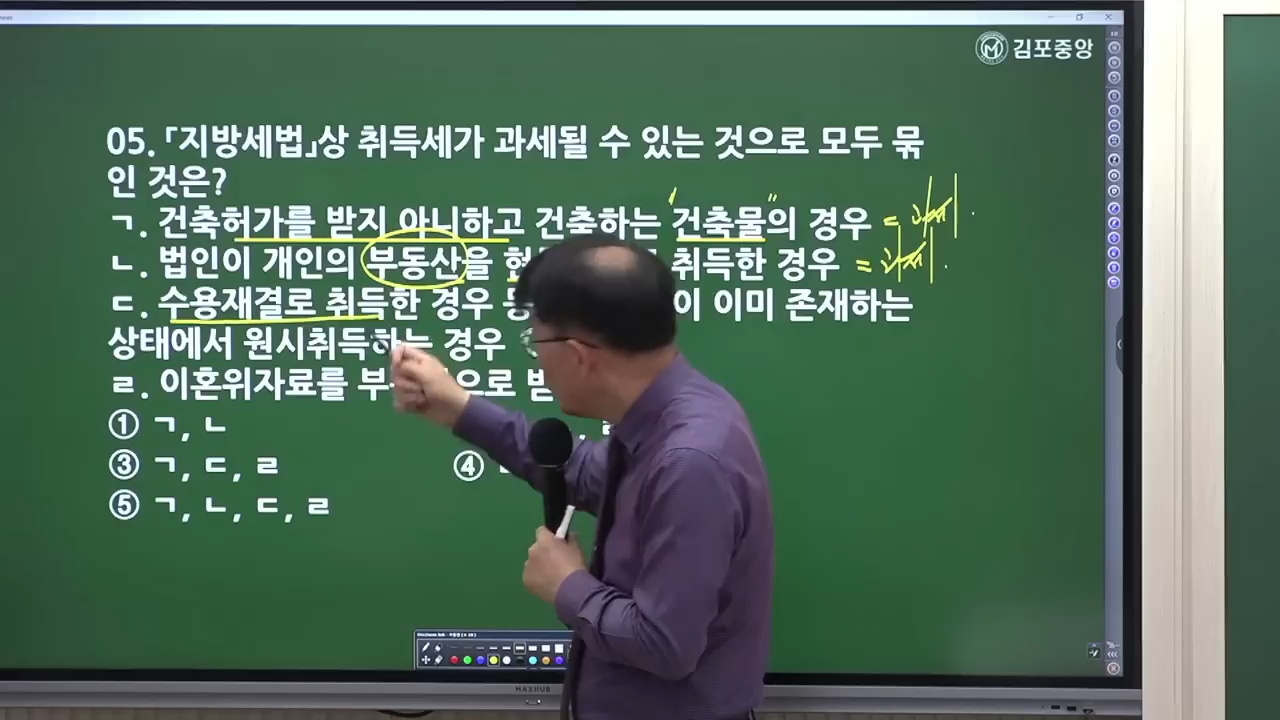 김포중앙
05. 「지방세법」상 취득세가 과세될 수 있는 것으로 모두 묶
인 것은?
ㄱ. 건축허가를 받지 아니하고 건축하는 건축물의 경우 =
ㄴ. 법인이 개인의 부동산을 취득한 경우 =
ㄷ. 수용재결로 취득한 경우 이 이미 존재하는
상태에서 원시취득하는 경우
ㄹ. 이혼위자료를 으로
① ㄱ, ㄴ
③ ㄱ, ㄷ, ㄹ ④
⑤ ㄱ, ㄴ, ㄷ, ㄹ
MAXHUB